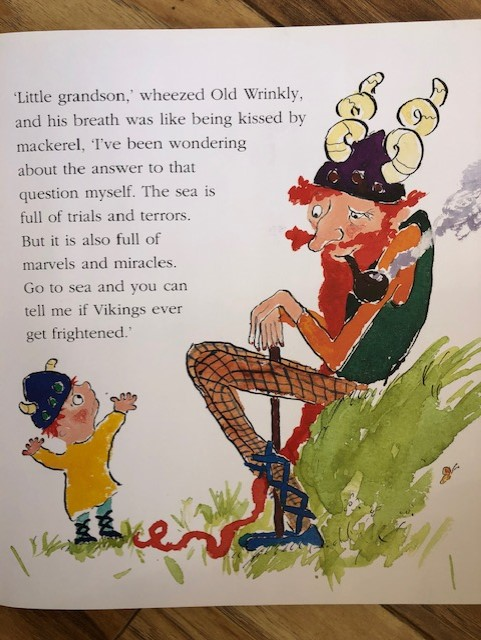 ‘Little grandson,’ wheezed Old Wrinkly,
and his breath was like being kissed by
mackerel, ‘I’ve been wondering
about the answer to that
question myself. The sea is
full of trials and terrors.
But it is also full of
marvels and miracles.
Go to sea and you can
tell me if Vikings ever
get frightened.’